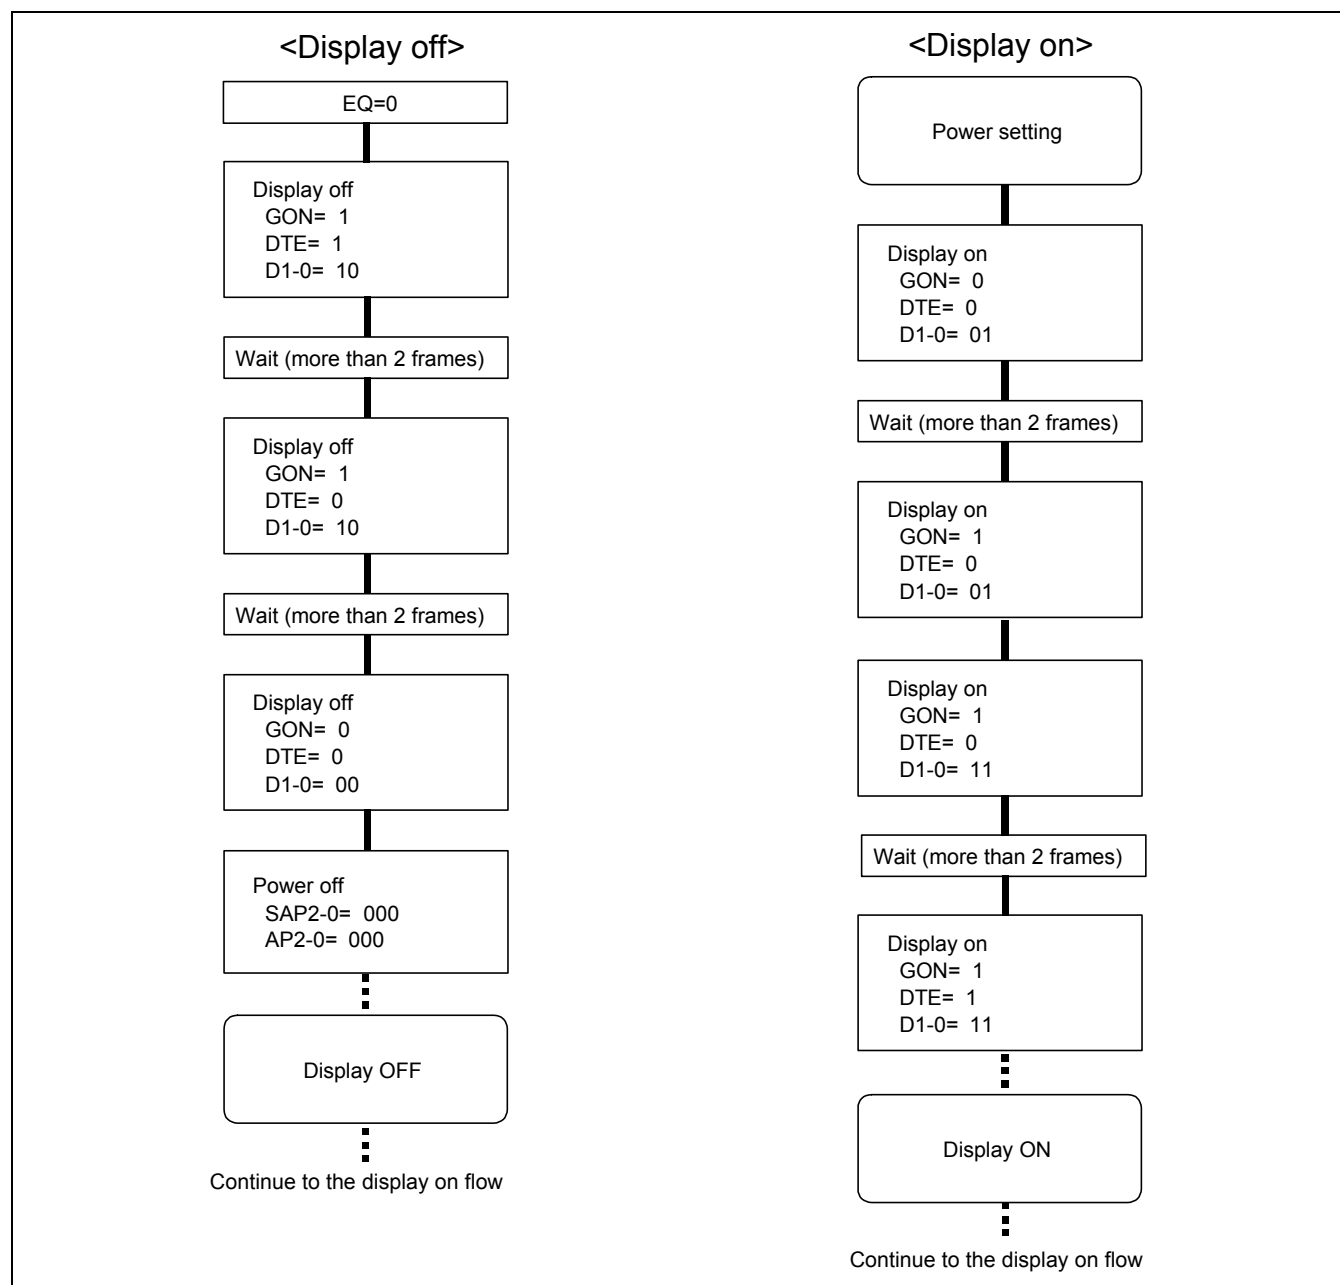 <Display off>
EQ=0
Display off
GON= 1
DTE= 1
D1-0= 10
Wait (more than 2 frames)
Display off
GON= 1
DTE= 0
D1-0= 10
Wait (more than 2 frames)
Display off
GON= 0
DTE= 0
D1-0= 00
Power off
SAP2-0= 000
AP2-0= 000
Display OFF
Continue to the display on flow
<Display on>
Power setting
Display on
GON= 0
DTE= 0
D1-0= 01
Wait (more than 2 frames)
Display on
GON= 1
DTE= 0
D1-0= 01
Display on
GON= 1
DTE= 0
D1-0= 11
Wait (more than 2 frames)
Display on
GON= 1
DTE= 1
D1-0= 11
Display ON
Continue to the display on flow